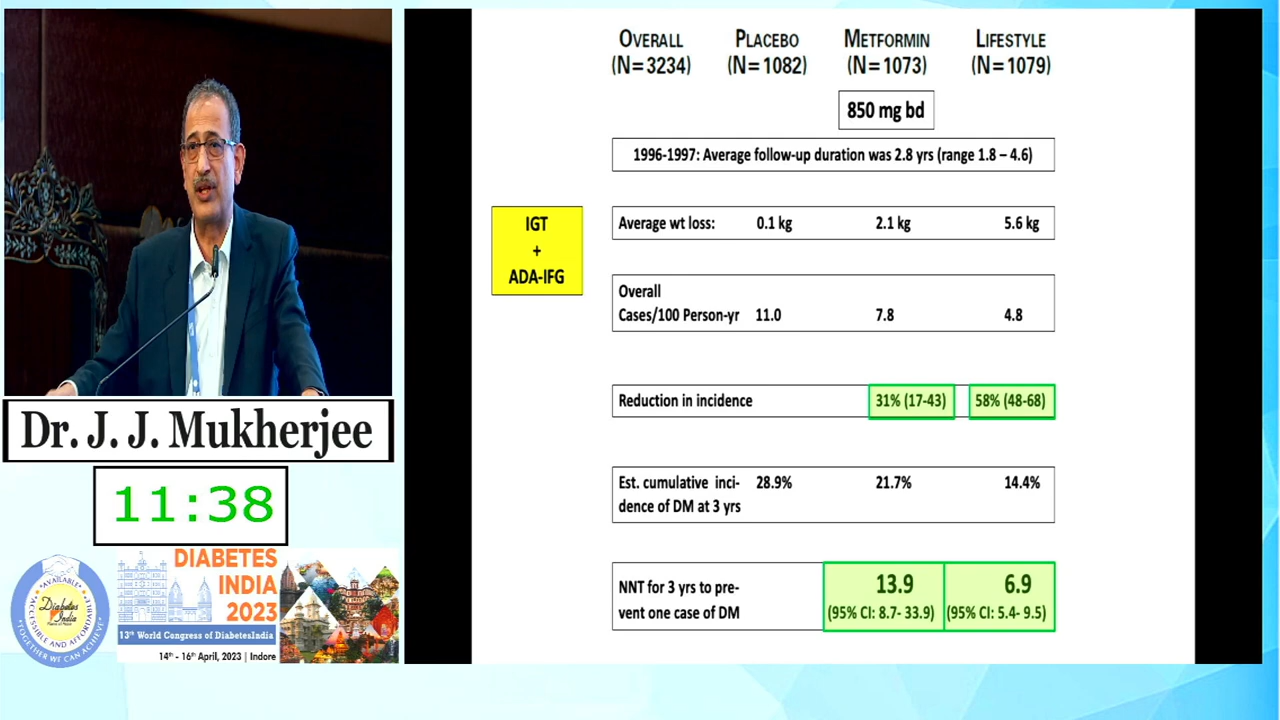 OVERALL
(N=3234)
PLACEBO
(N=1082)
METFORMIN
(N=1073)
LIFESTYLE
(N=1079)
850 mg bd
1996-1997: Average follow-up duration was 2.8 yrs (range 1.8 – 4.6)
IGT
+
ADA-IFG
Average wt loss: 0.1 kg 2.1 kg 5.6 kg
Overall
Cases/100 Person-yr 11.0 7.8 4.8
Reduction in incidence 31% (17-43) 58% (48-68)
Est. cumulative inci- 28.9% 21.7% 14.4%
dence of DM at 3 yrs
NNT for 3 yrs to pre- 13.9 6.9
vent one case of DM (95% CI: 8.7- 33.9) (95% CI: 5.4- 9.5)
Dr. J. J. Mukherjee
11:38
AVAILABLE
ACCESSIBLE AND AFFORDABLE
TOGETHER WE CAN ACHIEVE
Diabetes
India
DIABETES
INDIA
2023
13th World Congress of DiabetesIndia
14th - 16th April, 2023 | Indore